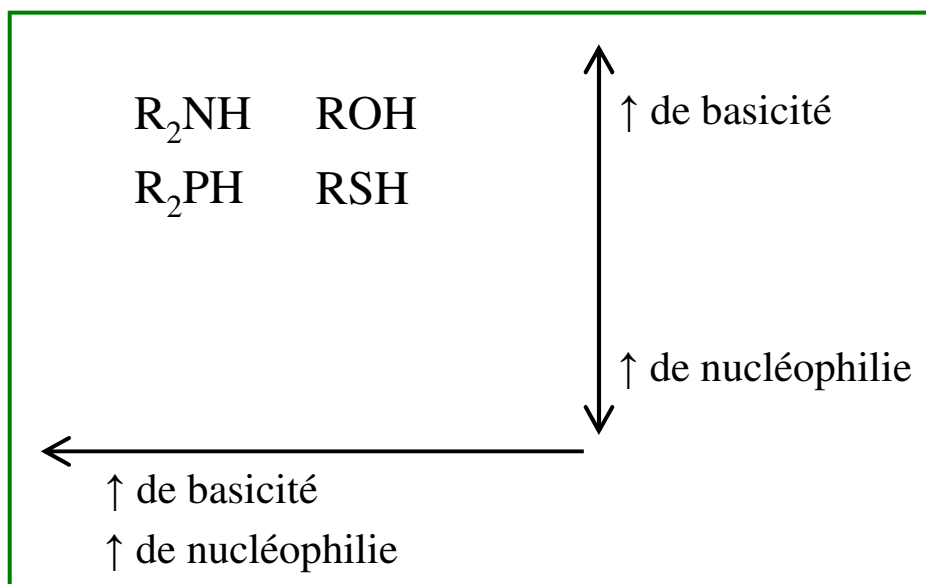 R₂NH ROH
↑ de basicité
R₂PH RSH
↑ de nucléophilie
↑ de basicité
↑ de nucléophilie